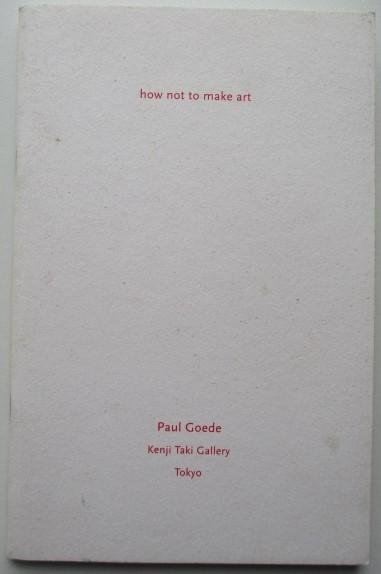 how not to make art
Paul Goede
Kenji Taki Gallery
Tokyo